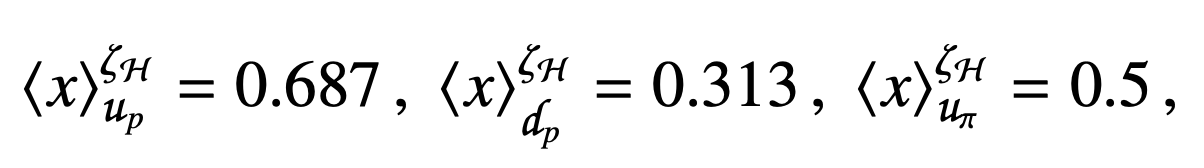 ⟨x⟩_{u_p}^{ζ_ℋ} = 0.687 , ⟨x⟩_{d_p}^{ζ_ℋ} = 0.313 , ⟨x⟩_{u_π}^{ζ_ℋ} = 0.5 ,